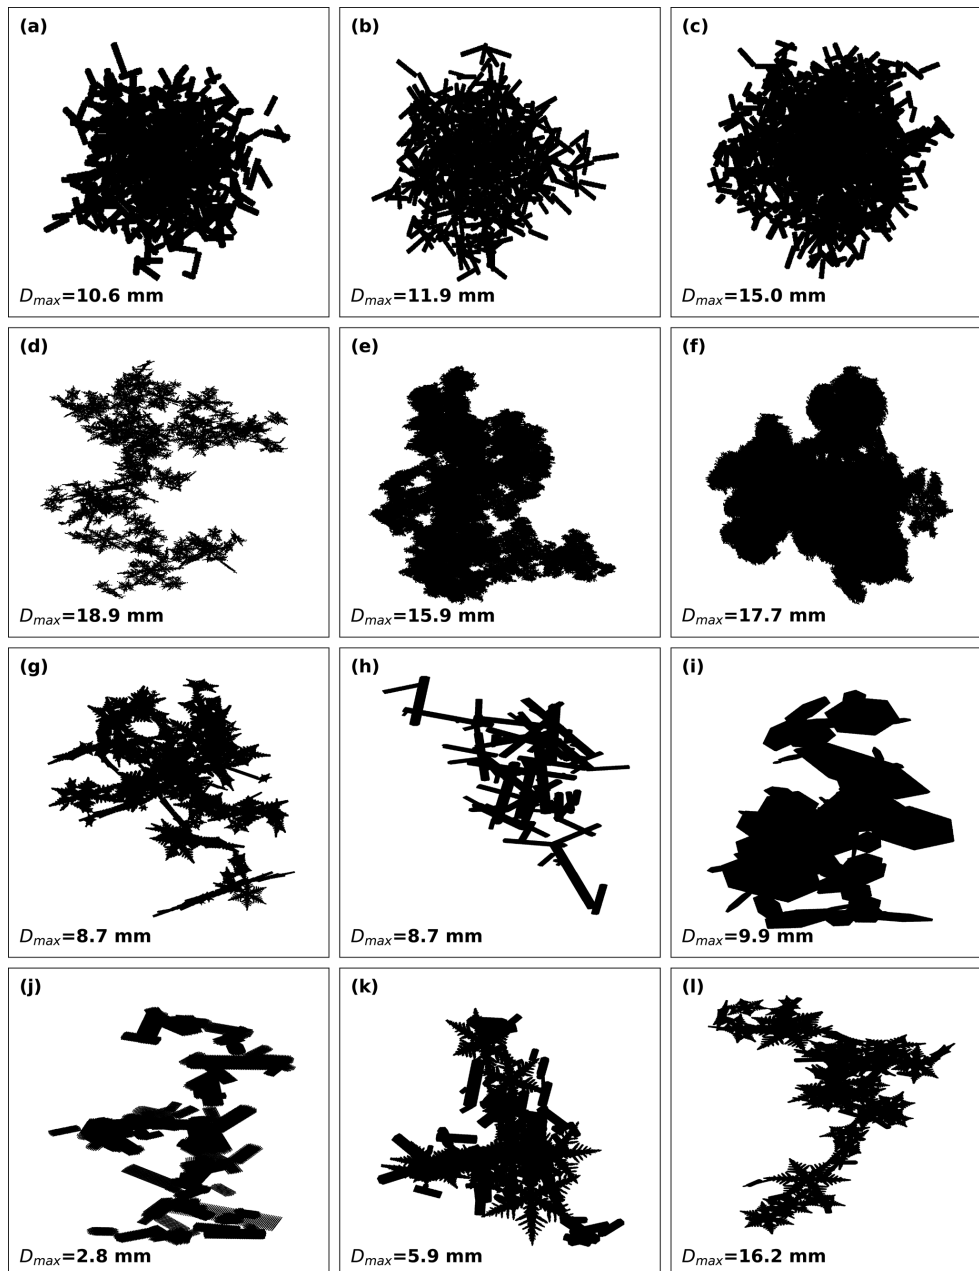 (a)
(b)
(c)
Dmax=10.6 mm
Dmax=11.9 mm
Dmax=15.0 mm
(d)
(e)
(f)
Dmax=18.9 mm
Dmax=15.9 mm
Dmax=17.7 mm
(g)
(h)
(i)
Dmax=8.7 mm
Dmax=8.7 mm
Dmax=9.9 mm
(j)
(k)
(l)
Dmax=2.8 mm
Dmax=5.9 mm
Dmax=16.2 mm